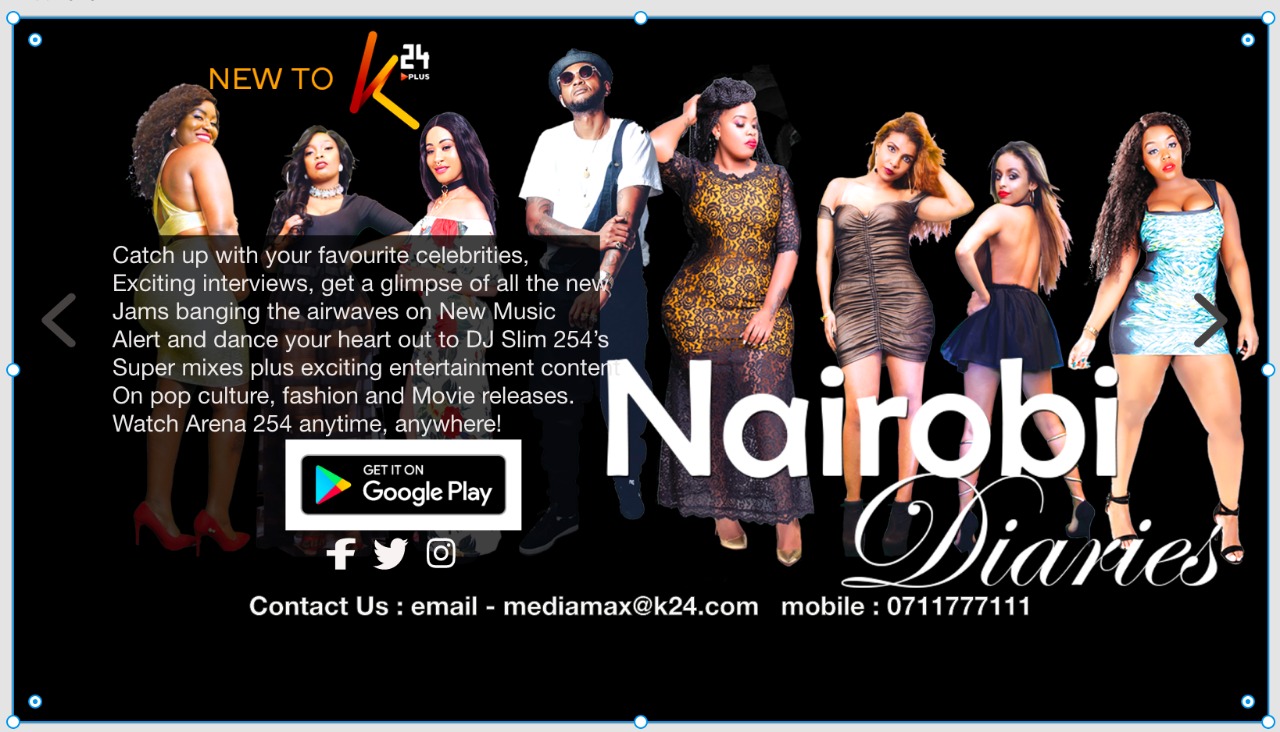 NEW TO
24
PLUS
Catch up with your favourite celebrities,
Exciting interviews, get a glimpse of all the new
Jams banging the airwaves on New Music
Alert and dance your heart out to DJ Slim 254’s
Super mixes plus exciting entertainment content
On pop culture, fashion and Movie releases.
Watch Arena 254 anytime, anywhere!
GET IT ON
Google Play
Nairobi
Diaries
Contact Us : email - mediamax@k24.com mobile : 0711777111